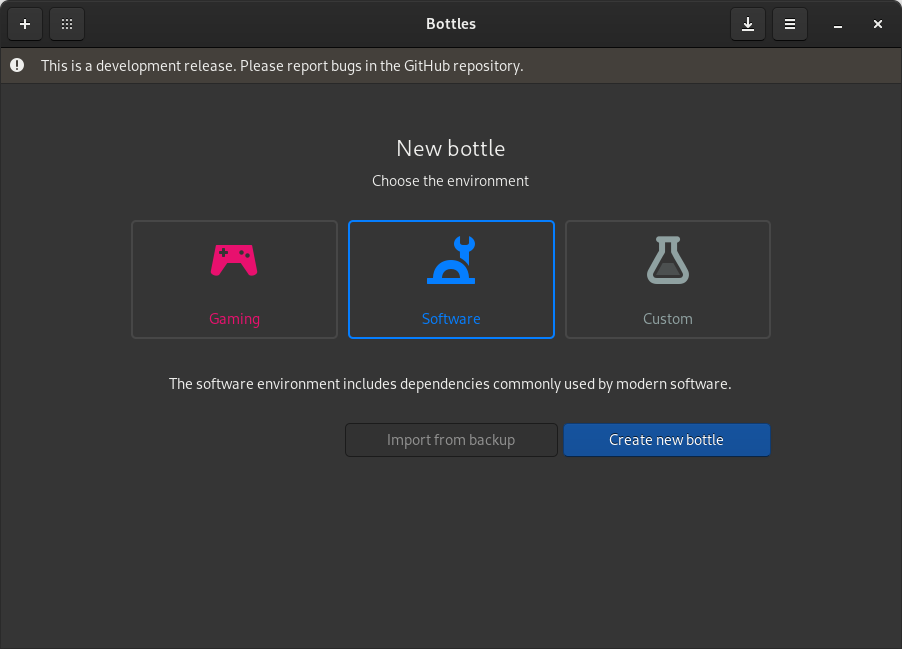 Bottles
This is a development release. Please report bugs in the GitHub repository.
New bottle
Choose the environment
Gaming
Software
Custom
The software environment includes dependencies commonly used by modern software.
Import from backup
Create new bottle